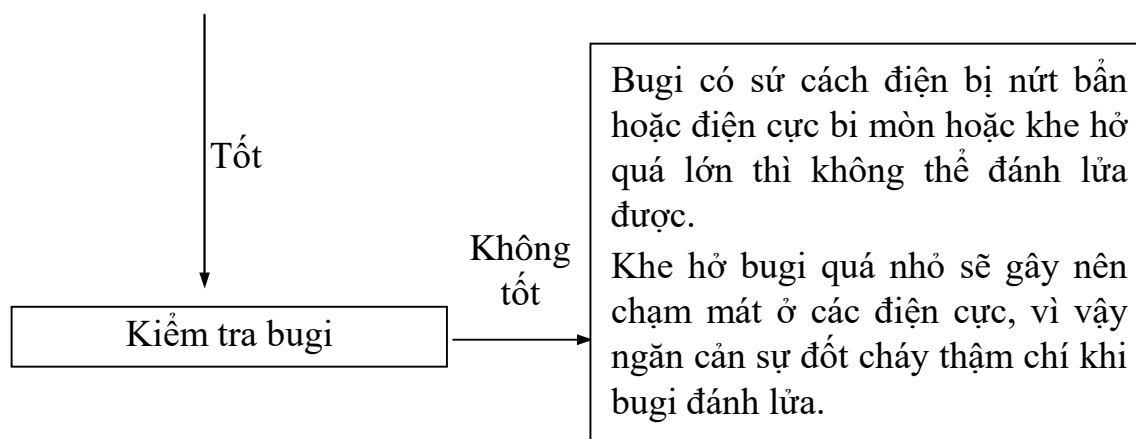 Tốt
Kiểm tra bugi
Không
tốt
Bugi có sứ cách điện bị nứt bẩn
hoặc điện cực bi mòn hoặc khe hở
quá lớn thì không thể đánh lửa
được.
Khe hở bugi quá nhỏ sẽ gây nên
chạm mát ở các điện cực, vì vậy
ngăn cản sự đốt cháy thậm chí khi
bugi đánh lửa.